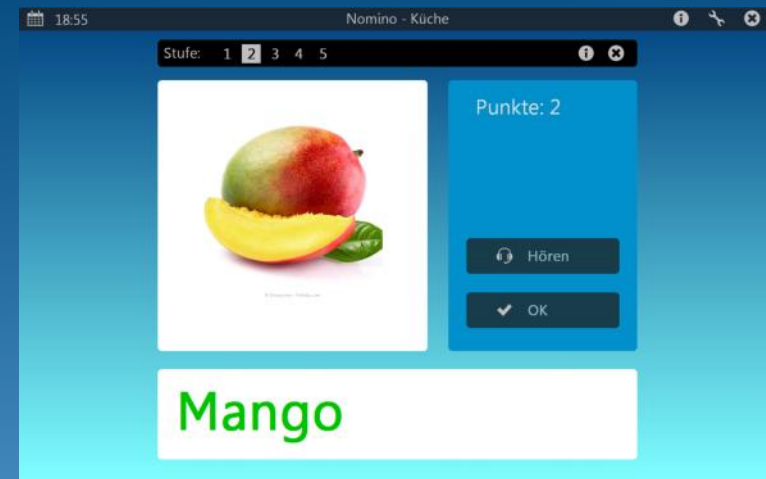 18:55 Nomino - Küche
Stufe: 1 2 3 4 5
Punkte: 2
Hören
OK
Mango